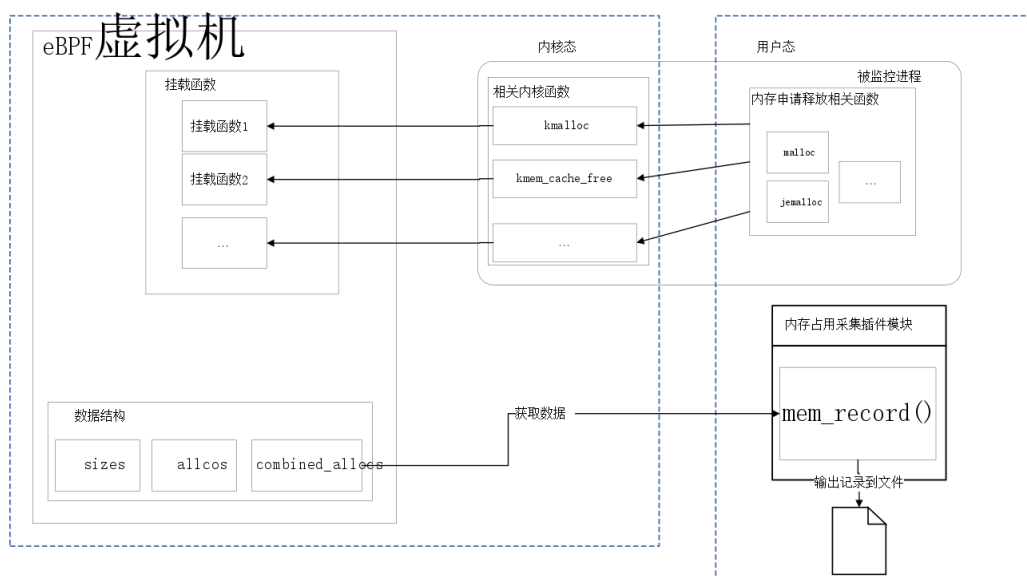 eBPF虚拟机
内核态
用户态
挂载函数
挂载函数1
挂载函数2
...
相关内核函数
kmalloc
kmem_cache_free
...
被监控进程
内存申请释放相关函数
malloc
...
jemalloc
内存占用采集插件模块
mem_record()
输出记录到文件
数据结构
sizes
allcos
combined_allocs
获取数据